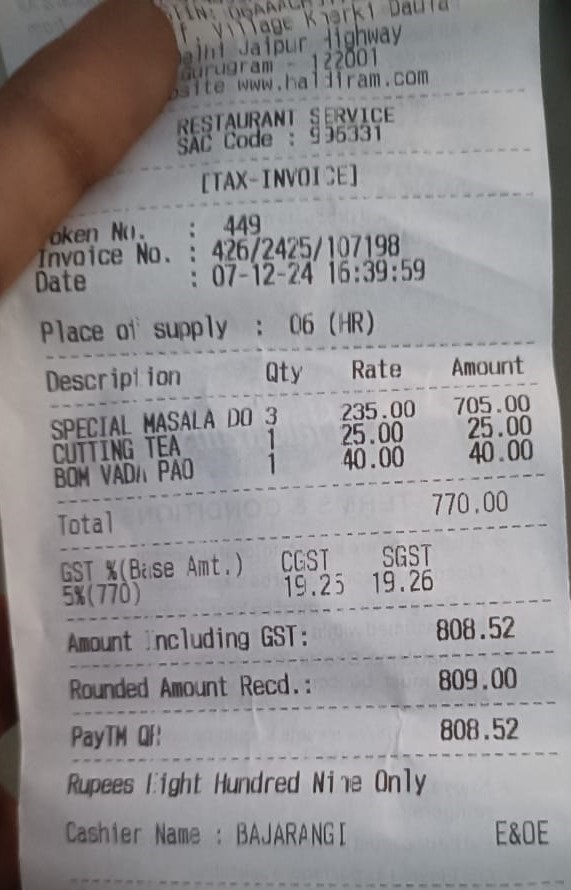 Village Kherki Daula
Jaipur Highway
Gurugram - 122001
site www.haldiram.com
RESTAURANT SERVICE
SAC Code : 996331
[TAX-INVOICE]
Token No. : 449
Invoice No. : 426/2425/107198
Date : 07-12-24 16:39:59
Place of supply : 06 (HR)
Description Qty Rate Amount
SPECIAL MASALA DO 3 235.00 705.00
CUTTING TEA 1 25.00 25.00
BOM VADA PAO 1 40.00 40.00
Total 770.00
GST %(Base Amt.) CGST SGST
5%(770) 19.25 19.26
Amount Including GST: 808.52
Rounded Amount Recd.: 809.00
PayTM QR 808.52
Rupees Eight Hundred Nine Only
Cashier Name : BAJARANGI E&OE